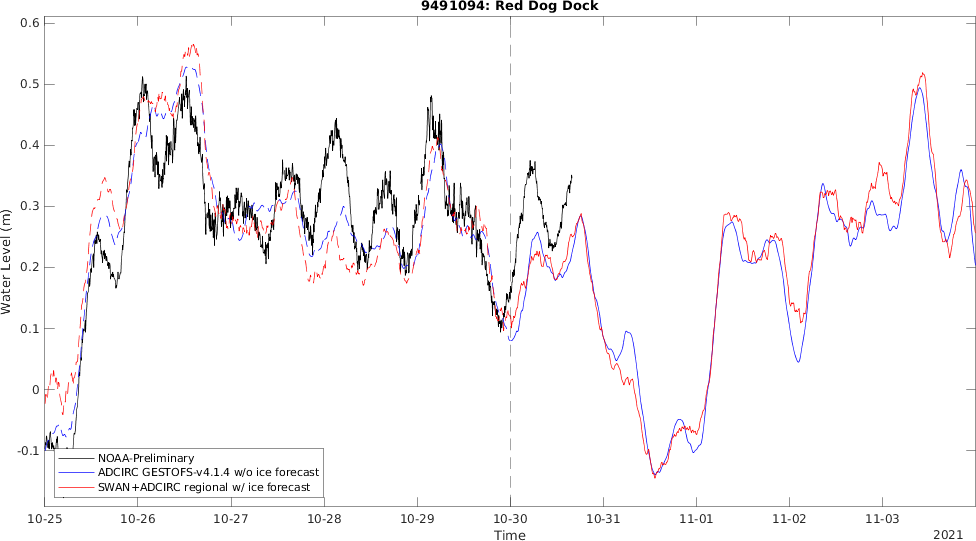 9491094: Red Dog Dock
0.6
0.5
0.4
0.3
0.2
0.1
0
-0.1
Water Level (m)
NOAA-Preliminary
ADCIRC GESTOFS-v4.1.4 w/o ice forecast
SWAN+ADCIRC regional w/ ice forecast
10-25 10-26 10-27 10-28 10-29 10-30 10-31 11-01 11-02 11-03
Time
2021